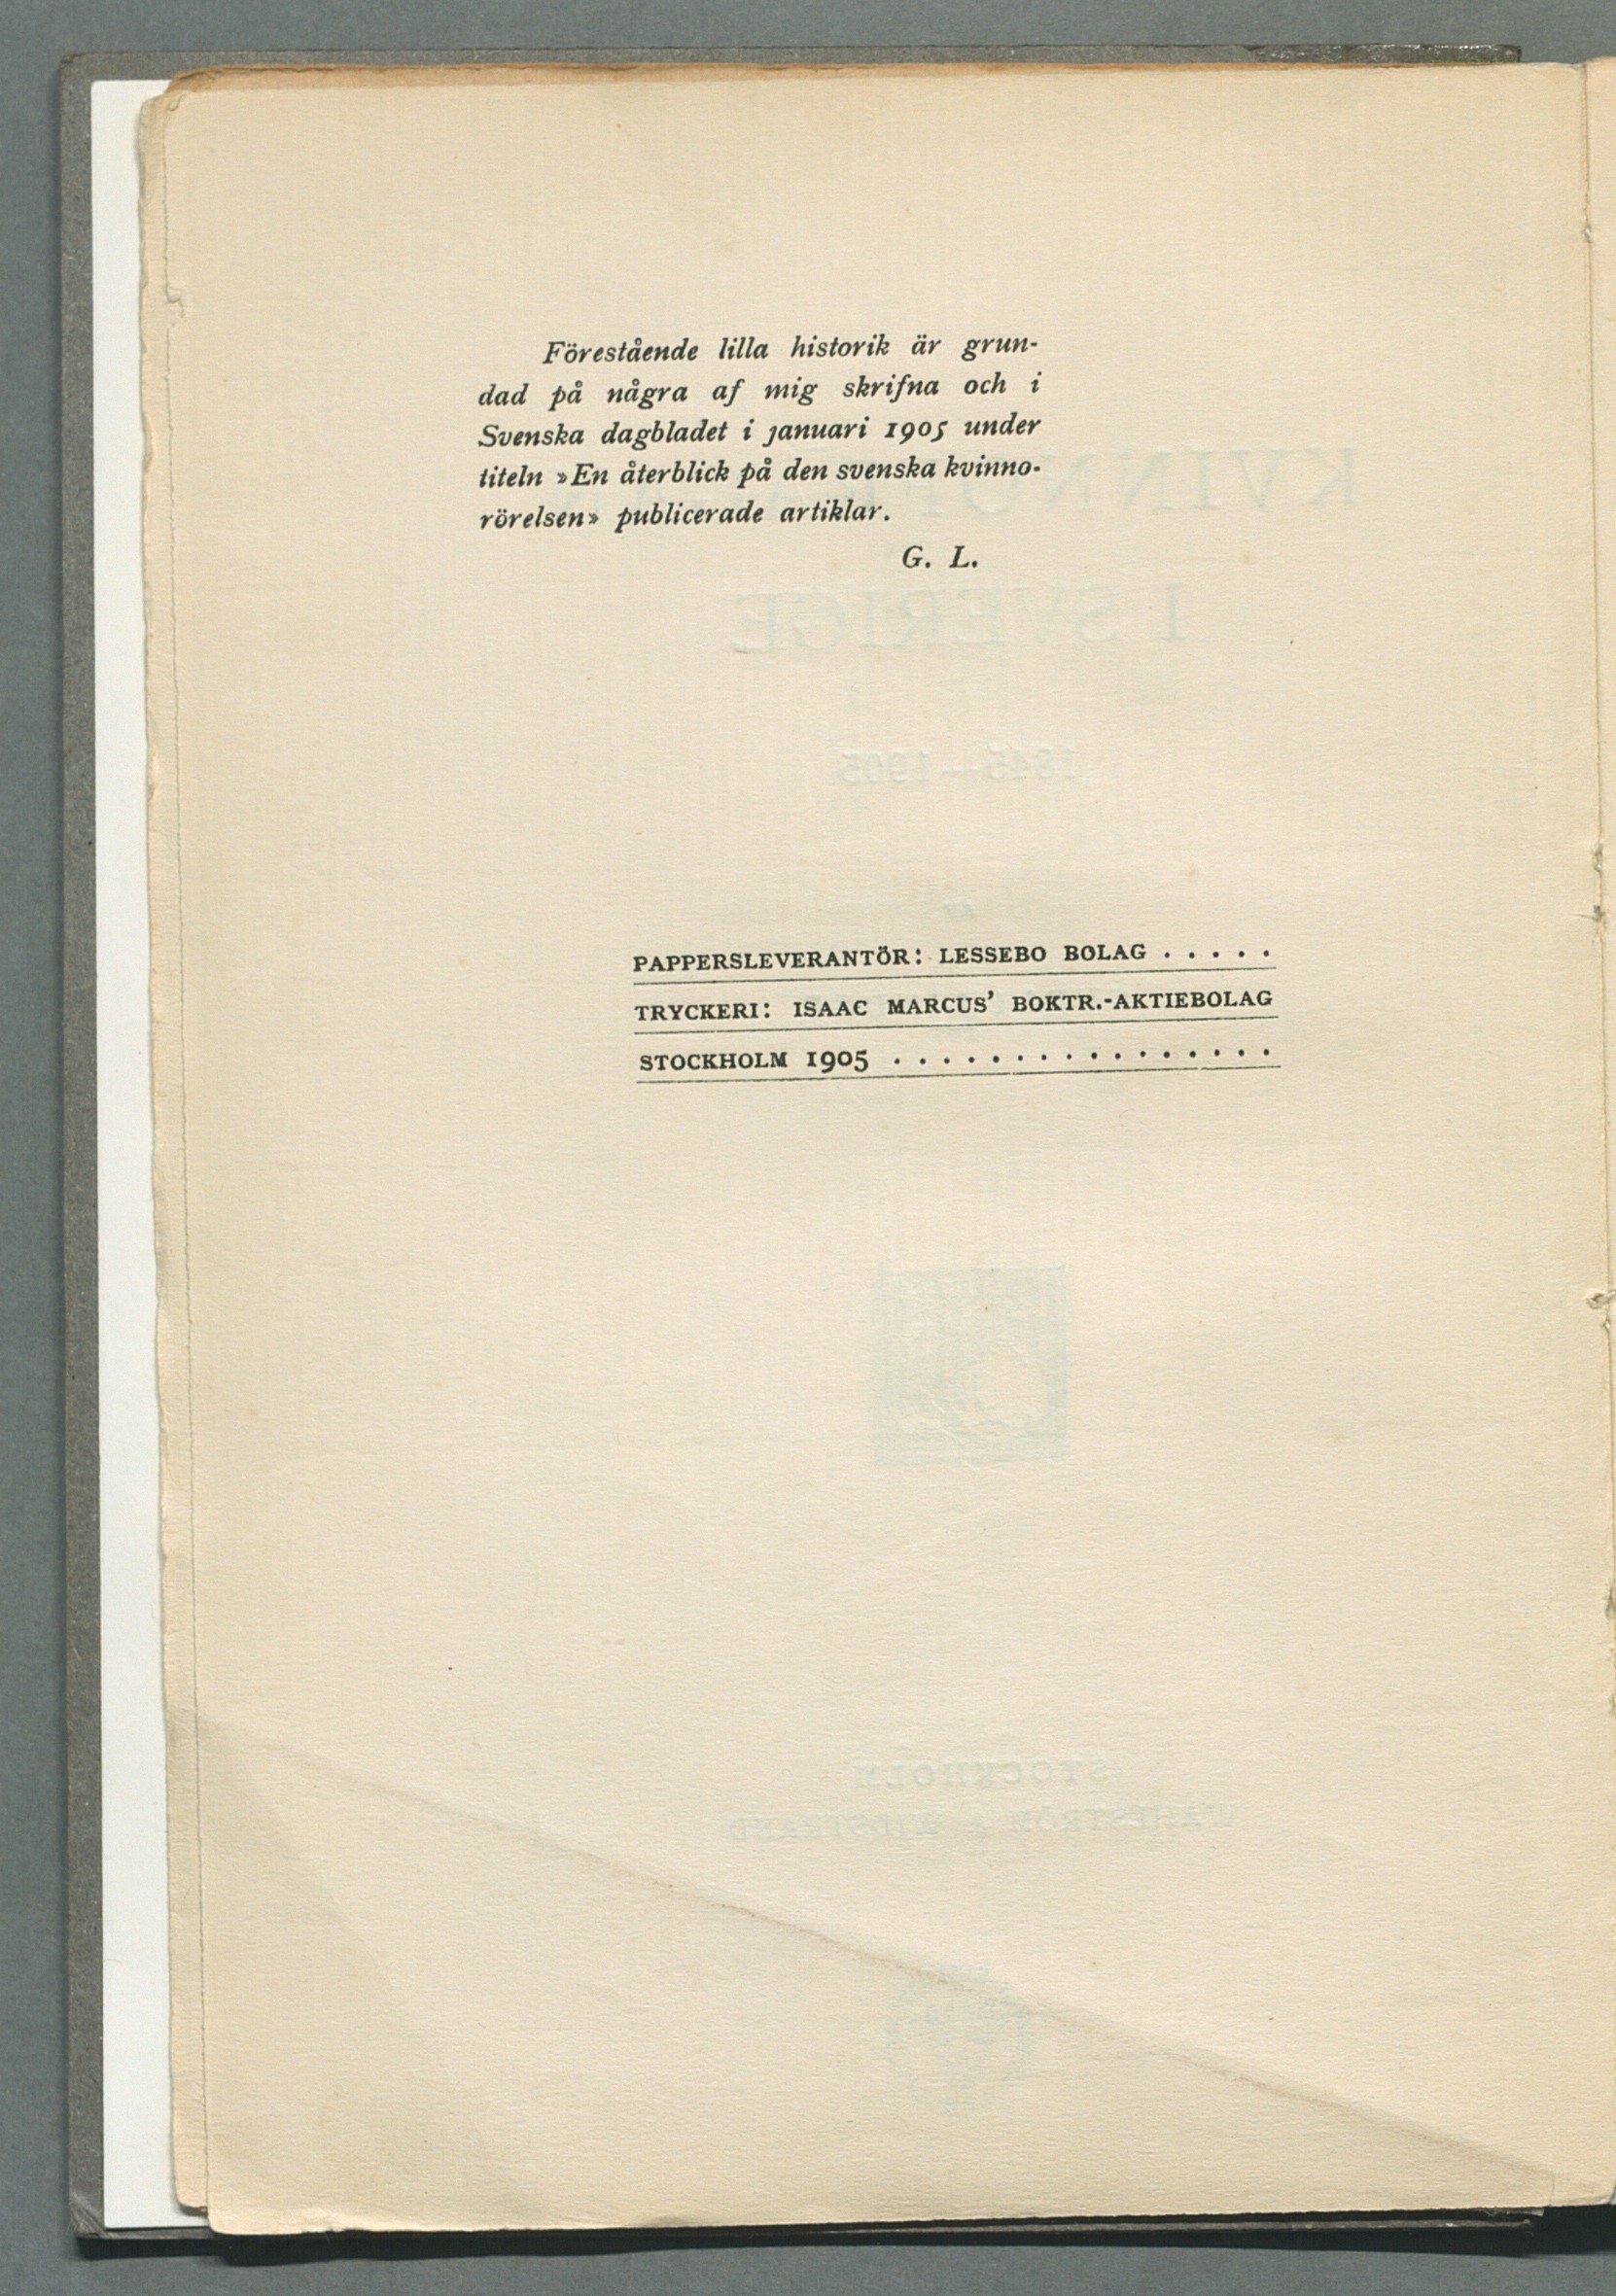 Förestående lilla historik är grun-
dad på några af mig skrifna och i
Svenska dagbladet i januari 1905 under
titeln »En återblick på den svenska kvinno-
rörelsen» publicerade artiklar.
G. L.
PAPPERSLEVERANTÖR: LESSEBO BOLAG . . . . .
TRYCKERI: ISAAC MARCUS' BOKTR.-AKTIEBOLAG
STOCKHOLM 1905 . . . . . . . . . . . . . . . .